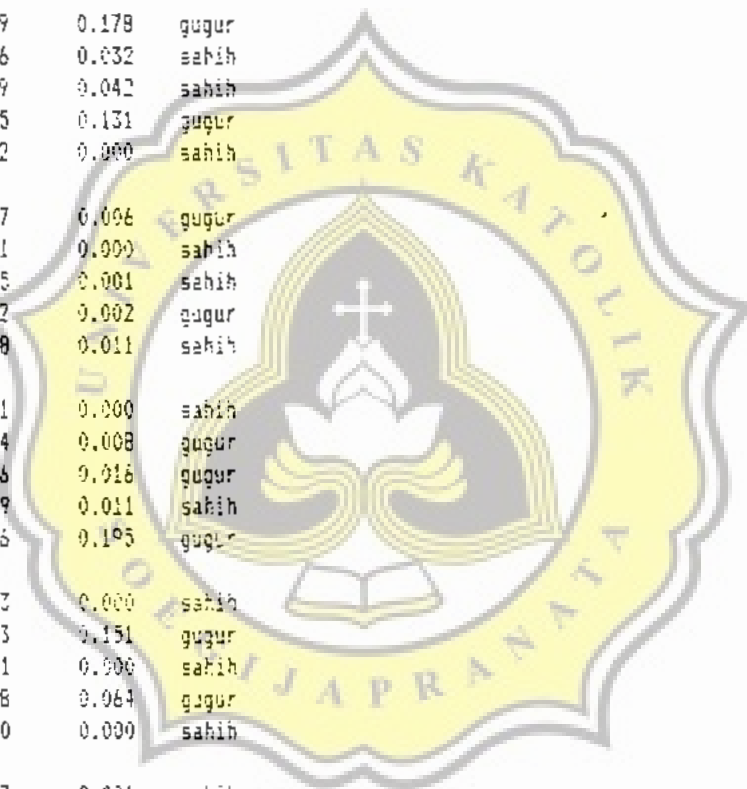 9 0.178 gugur
6 0.032 sahih
9 0.042 sahih
5 0.131 gugur
2 0.000 sahih
7 0.006 gugur
1 0.000 sahih
5 0.001 sahih
2 0.002 gugur
8 0.011 sahih
1 0.000 sahih
4 0.008 gugur
6 0.016 gugur
9 0.011 sahih
6 0.195 gugur
3 0.000 sahih
3 0.151 gugur
1 0.000 sahih
8 0.064 gugur
0 0.000 sahih
UNIVERSITAS KATOLIK
SOEGIJAPRANATA